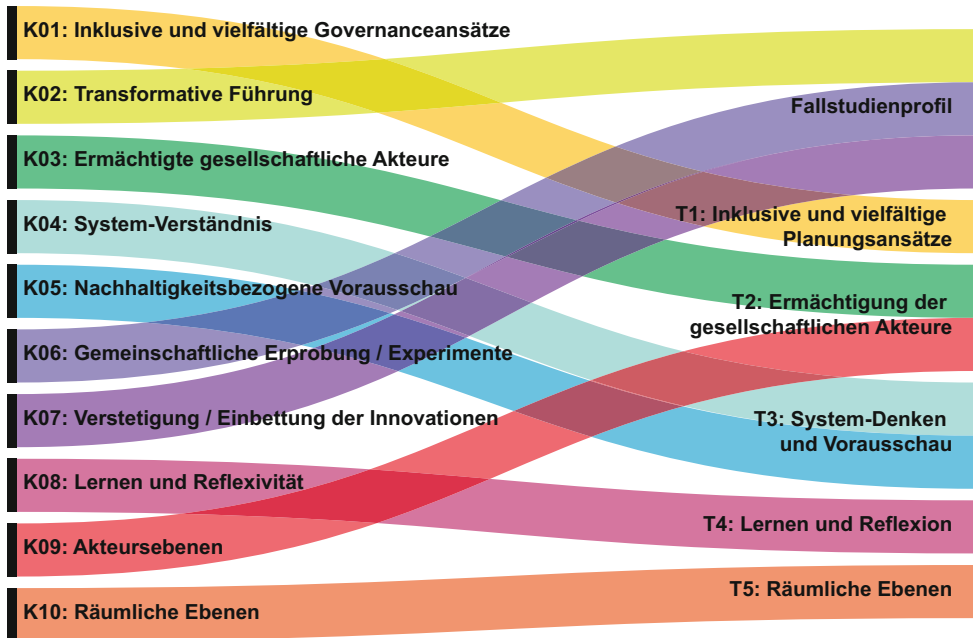 K01: Inklusive und vielfältige Governanceansätze
K02: Transformative Führung
K03: Ermächtigte gesellschaftliche Akteure
K04: System-Verständnis
K05: Nachhaltigkeitsbezogene Vorausschau
K06: Gemeinschaftliche Erprobung / Experimente
K07: Verstetigung / Einbettung der Innovationen
K08: Lernen und Reflexivität
K09: Akteursebenen
K10: Räumliche Ebenen
Fallstudienprofil
T1: Inklusive und vielfältige
Planungsansätze
T2: Ermächtigung der
gesellschaftlichen Akteure
T3: System-Denken
und Vorausschau
T4: Lernen und Reflexion
T5: Räumliche Ebenen